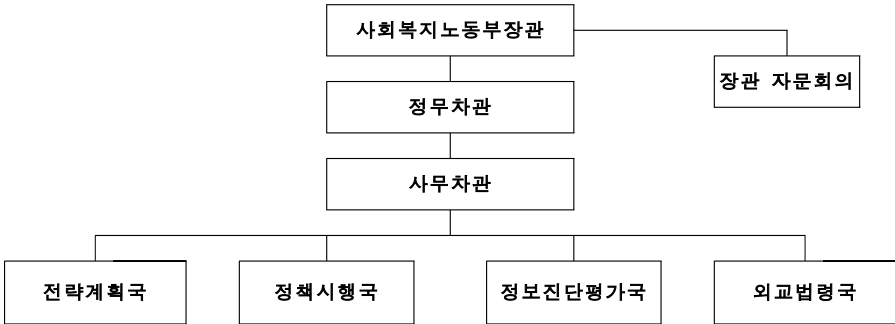 사회복지노동부장관
장관 자문회의
정무차관
사무차관
전략계획국
정책시행국
정보진단평가국
외교법령국